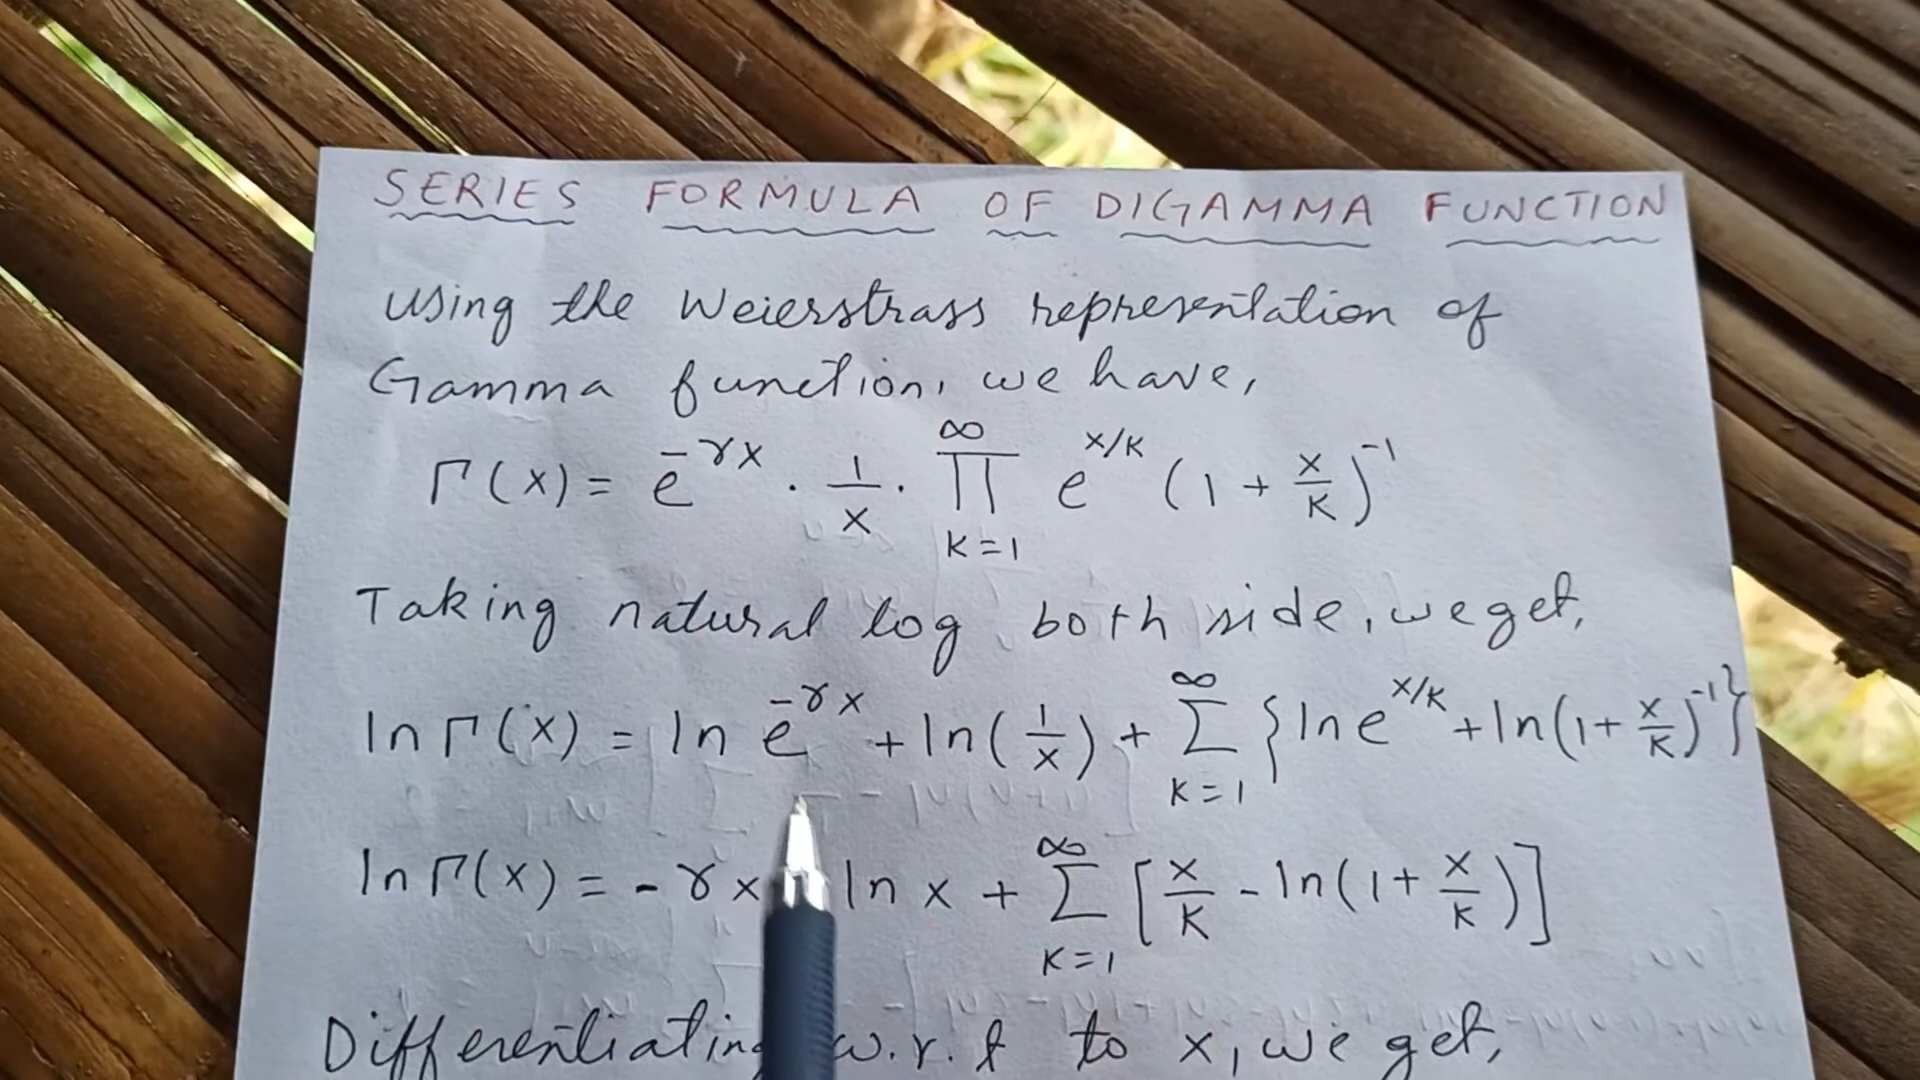 SERIES FORMULA OF DIGAMMA FUNCTION
Using the Weierstrass representation of
Gamma function, we have,
Γ(x) = e^{-γx} · 1/x · ∏_{k=1}^{∞} e^{x/k} (1 + x/k)^{-1}
Taking natural log both side, we get,
ln Γ(x) = ln e^{-γx} + ln(1/x) + ∑_{k=1}^{∞} {ln e^{x/k} + ln(1 + x/k)^{-1}}
ln Γ(x) = -γx ln x + ∑_{k=1}^{∞} [x/k - ln(1 + x/k)]
Differentiating w.r.t to x, we get,